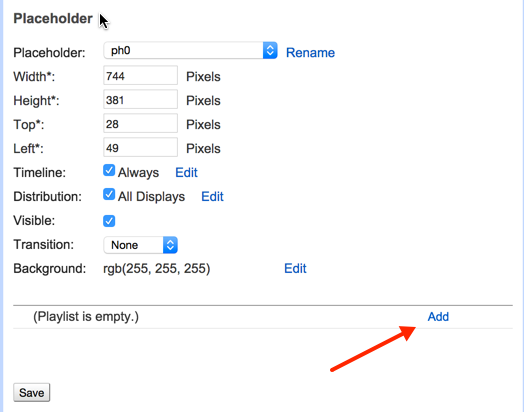 Placeholder
Placeholder: ph0 Rename
Width*: 744 Pixels
Height*: 381 Pixels
Top*: 28 Pixels
Left*: 49 Pixels
Timeline: Always Edit
Distribution: All Displays Edit
Visible:
Transition: None
Background: rgb(255, 255, 255) Edit
(Playlist is empty.) Add
Save